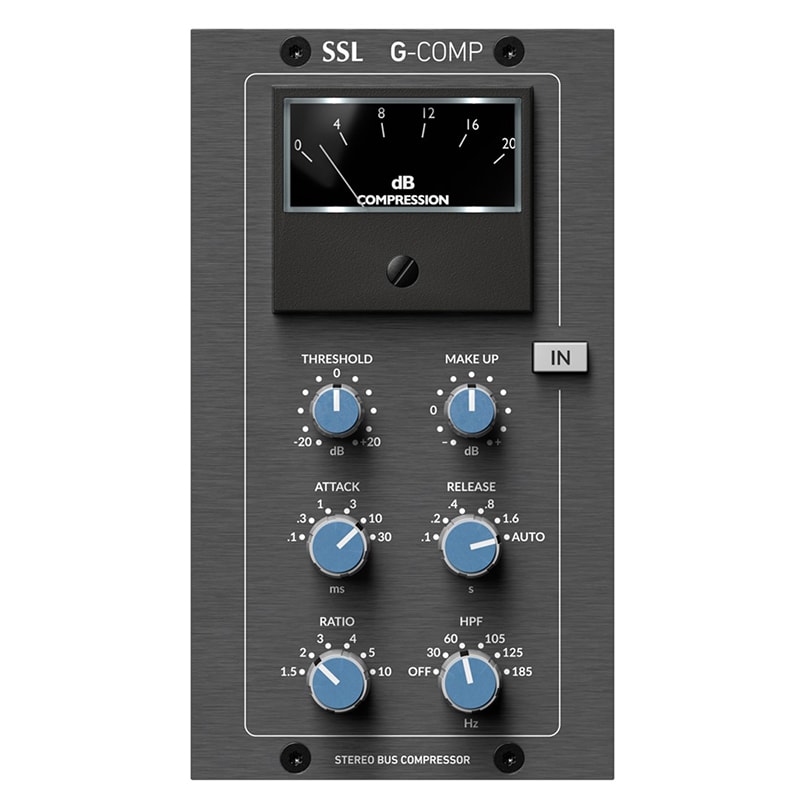 SSL G-COMP
0 4 8 12 16 20
dB
COMPRESSION
IN
THRESHOLD MAKE UP
0
0
-20 +20 - +
dB dB
ATTACK RELEASE
1 3 .4 .8
.3 10 .2 1.6
.1 30 .1 AUTO
ms s
RATIO HPF
3 4 60 105
2 5 30 125
1.5 10 OFF 185
Hz
STEREO BUS COMPRESSOR